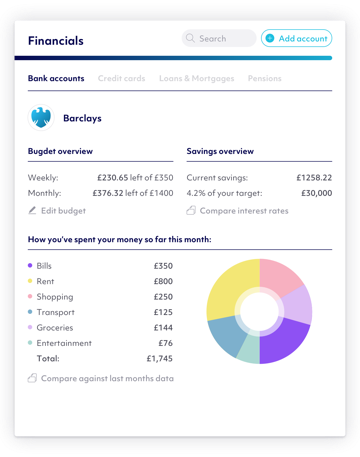 Financials
Search
Add account
Bank accounts Credit cards Loans & Mortgages Pensions
Barclays
Bugdet overview
Weekly: £230.65 left of £350
Monthly: £376.32 left of £1400
Edit budget
Savings overview
Current savings: £1258.22
4.2% of your target: £30,000
Compare interest rates
How you've spent your money so far this month:
Bills £350
Rent £800
Shopping £250
Transport £125
Groceries £144
Entertainment £76
Total: £1,745
Compare against last months data